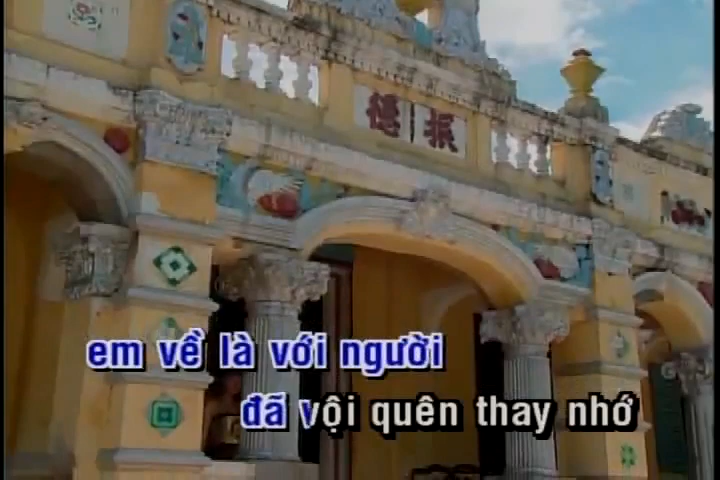 德 振
em về là với người
đã vội quên thay nhớ